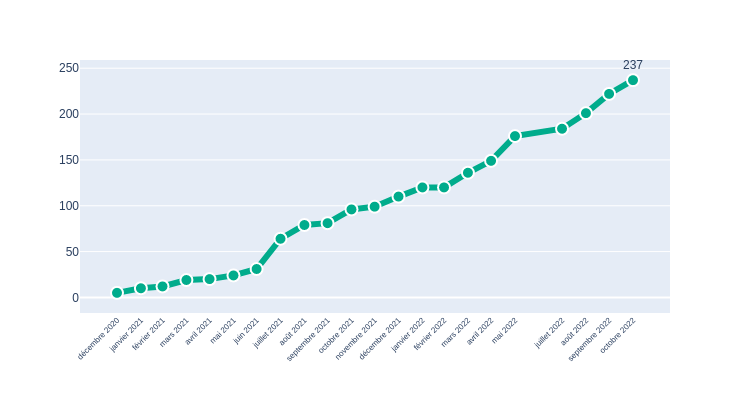 237
250
200
150
100
50
0
décembre 2020
janvier 2021
février 2021
mars 2021
avril 2021
mai 2021
juin 2021
juillet 2021
août 2021
septembre 2021
octobre 2021
novembre 2021
décembre 2021
janvier 2022
février 2022
mars 2022
avril 2022
mai 2022
juillet 2022
août 2022
septembre 2022
octobre 2022